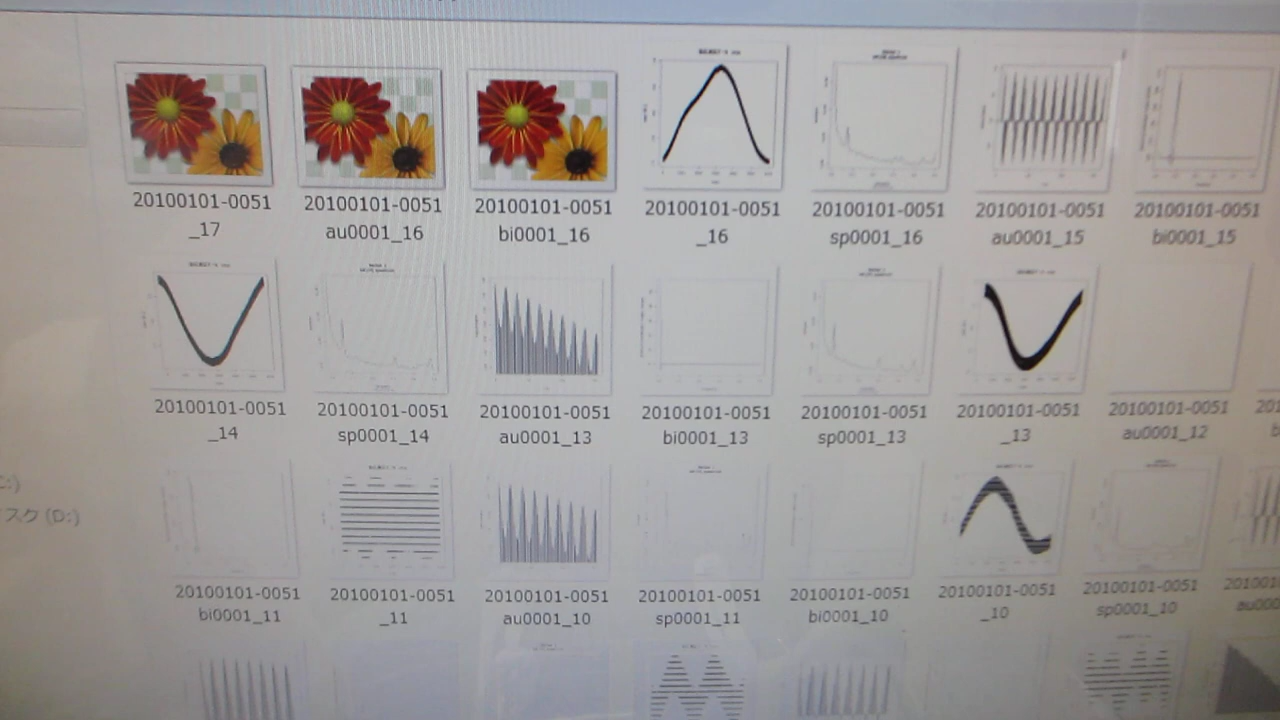 20100101-0051
_17
20100101-0051
au0001_16
20100101-0051
bi0001_16
20100101-0051
_16
20100101-0051
sp0001_16
20100101-0051
au0001_15
20100101-0051
bi0001_15
20100101-0051
_14
20100101-0051
sp0001_14
20100101-0051
au0001_13
20100101-0051
bi0001_13
20100101-0051
sp0001_13
20100101-0051
_13
20100101-0051
au0001_12
20100101-0051
bi0001_11
20100101-0051
_11
20100101-0051
au0001_10
20100101-0051
sp0001_11
20100101-0051
bi0001_10
20100101-0051
_10
20100101-0051
sp0001_10
C:)
スク (D:)